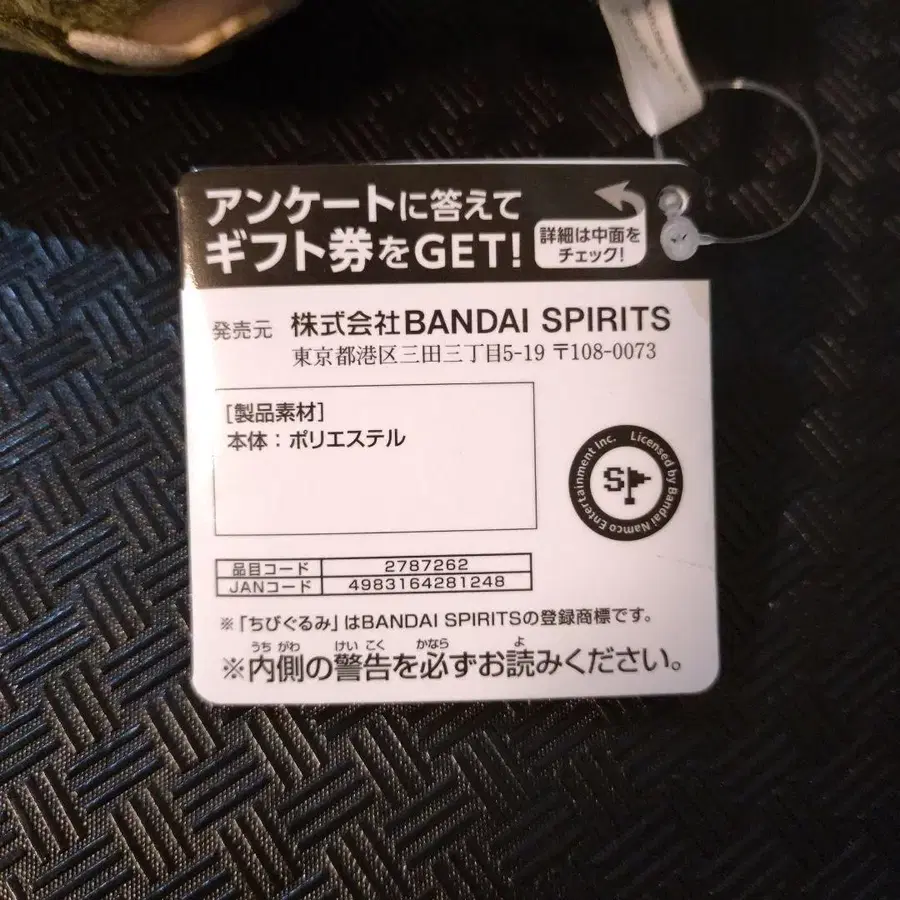 アンケートに答えて
ギフト券をGET!
詳細は中面を
チェック!
発売元 株式会社BANDAI SPIRITS
東京都港区三田三丁目5-19 〒108-0073
[製品素材]
本体：ポリエステル
Licensed by Bandai Namco Entertainment Inc.
S
品目コード 2787262
JANコード 4983164281248
※「ちびぐるみ」はBANDAI SPIRITSの登録商標です。
うちがわ けいこく かなら よ
※内側の警告を必ずお読みください。